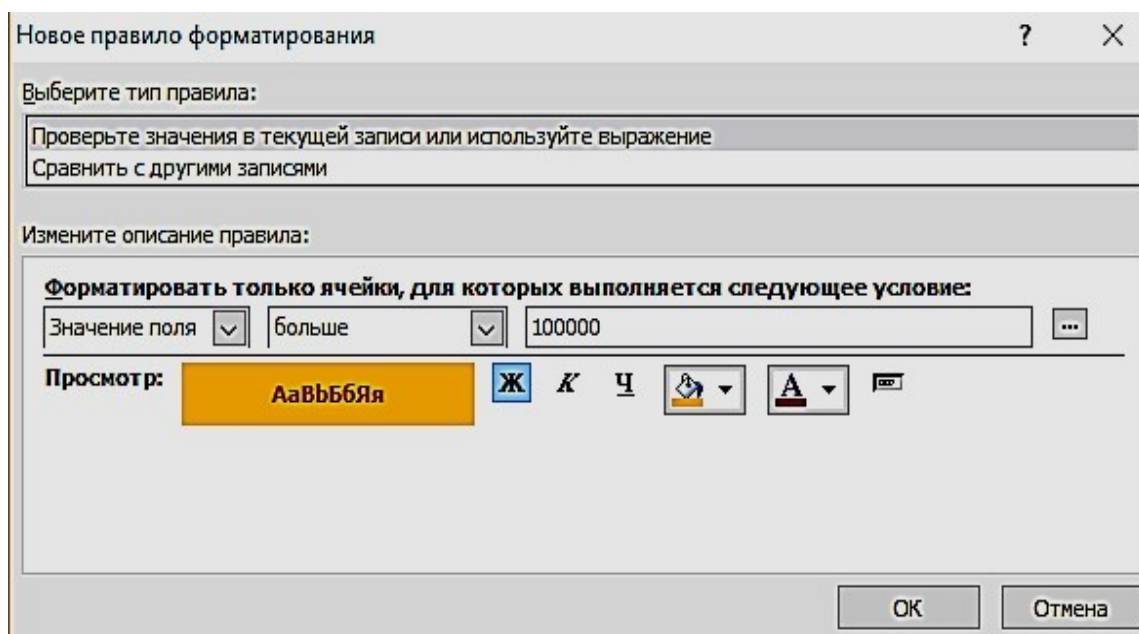 Новое правило форматирования ?
Выберите тип правила:
Проверьте значения в текущей записи или используйте выражение
Сравнить с другими записями
Измените описание правила:
Форматировать только ячейки, для которых выполняется следующее условие:
Значение поля больше 100000 ...
Просмотр: АаВbБбЯя Ж К Ч А
ОК Отмена